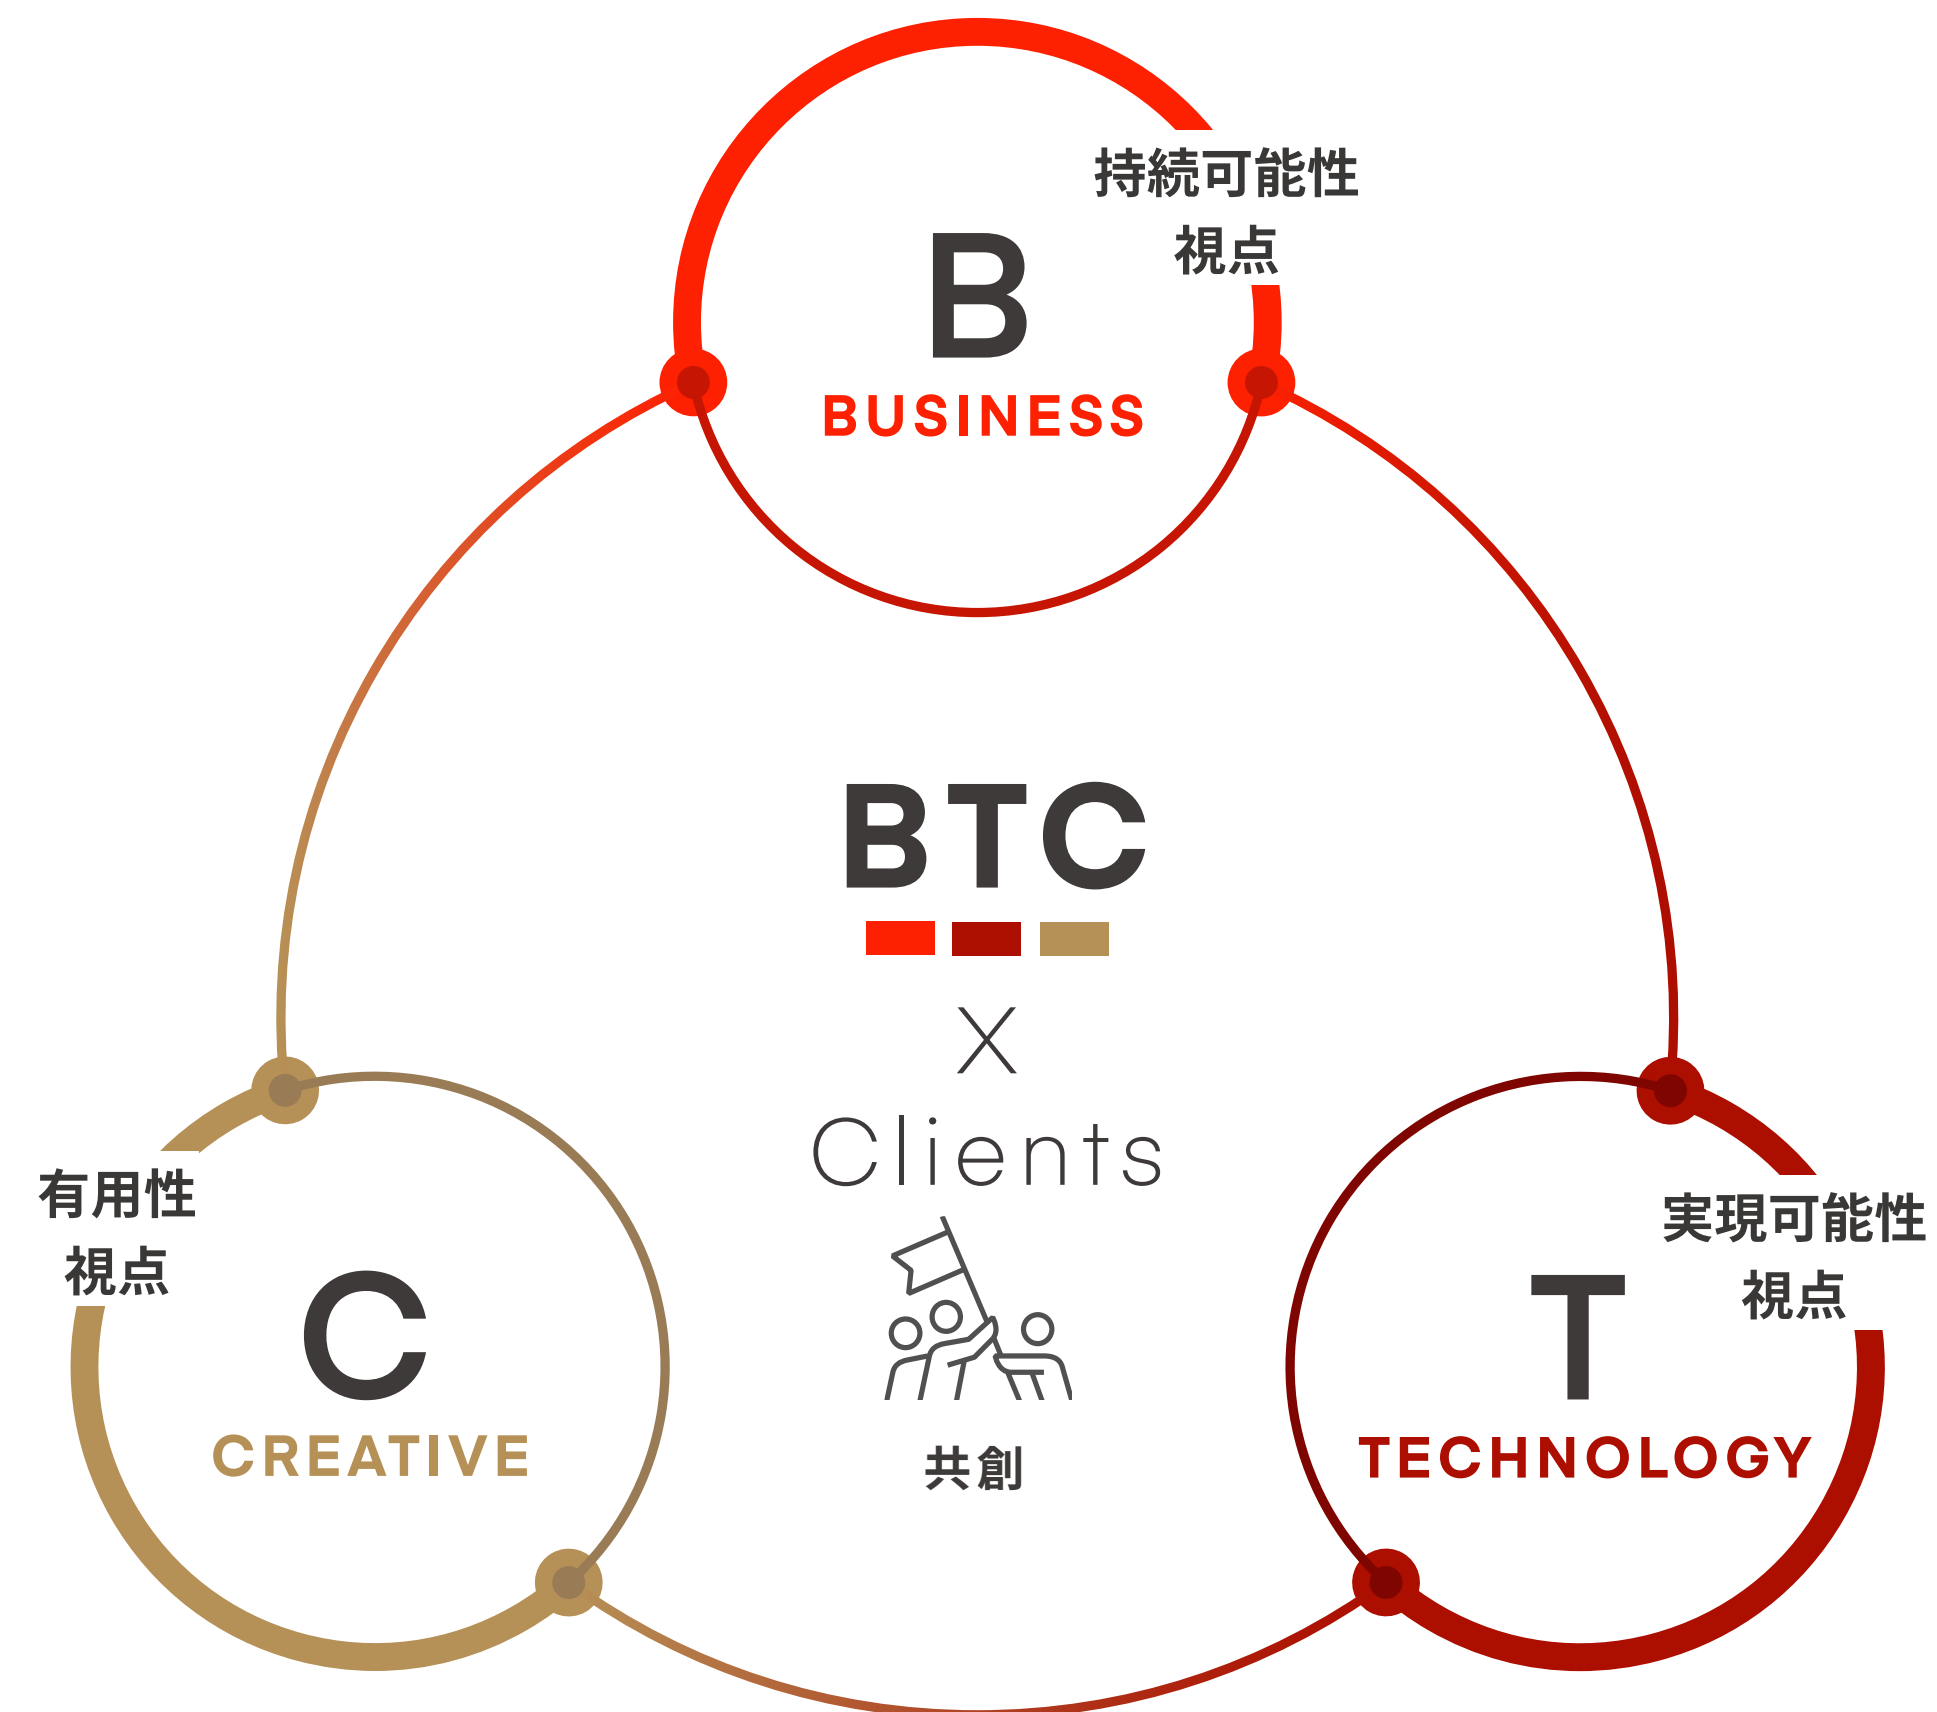 持続可能性
視点
B
BUSINESS
BTC
X
Clients
共創
有用性
視点
C
CREATIVE
実現可能性
視点
T
TECHNOLOGY